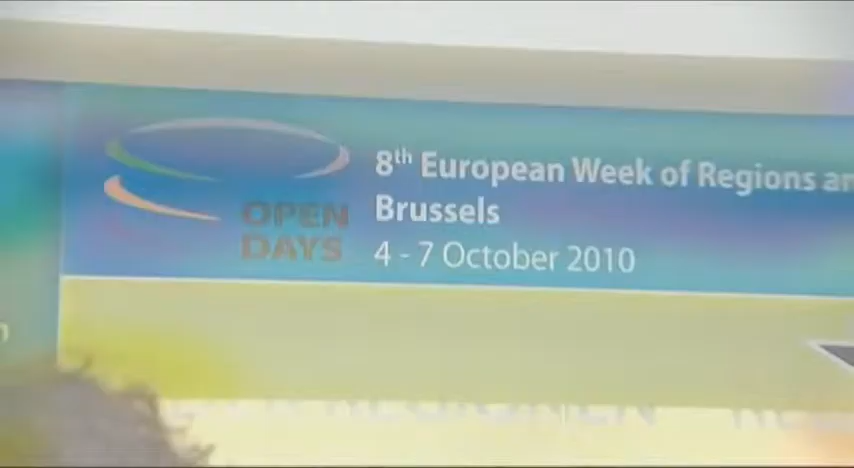 8th European Week of Regions an
Brussels
4 - 7 October 2010
OPEN
DAYS